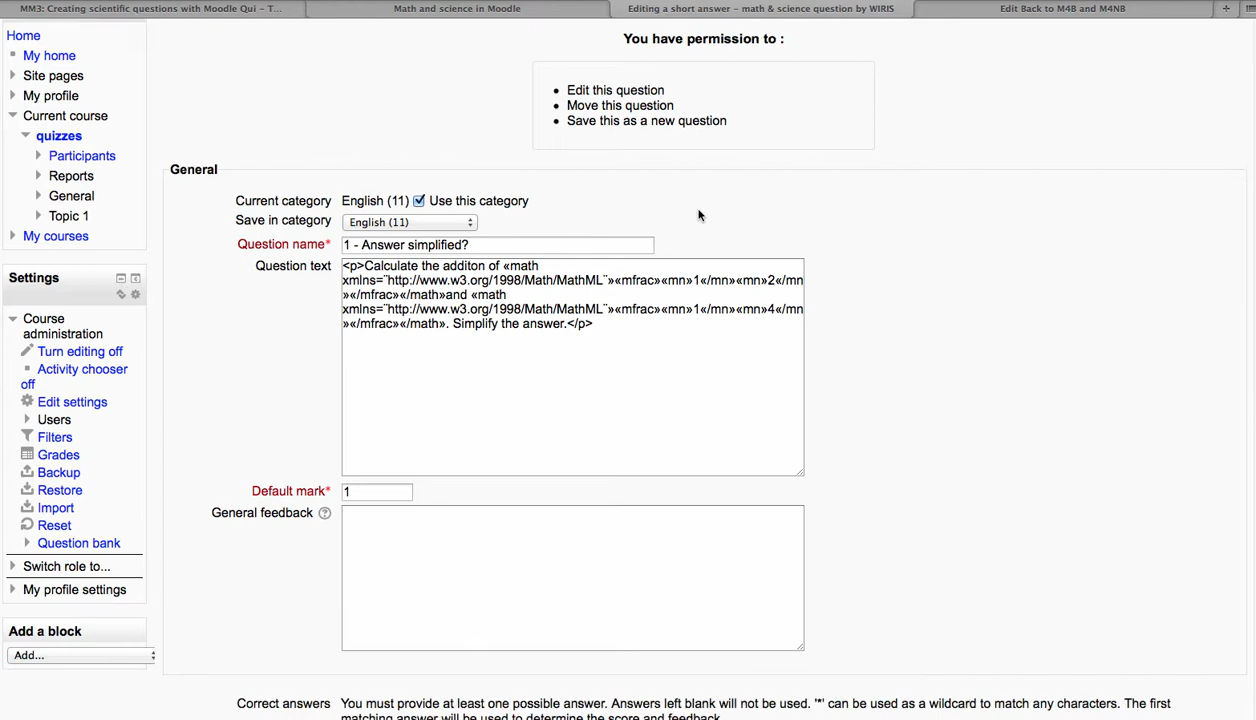 MM3: Creating scientific questions with Moodle Qui - T...
Math and science in Moodle
Editing a short answer - math & science question by WIRIS
Edit Back to M4B and M4NB
+
Home
My home
Site pages
My profile
Current course
quizzes
Participants
Reports
General
Topic 1
My courses
Settings
Course
administration
Turn editing off
Activity chooser
off
Edit settings
Users
Filters
Grades
Backup
Restore
Import
Reset
Question bank
Switch role to...
My profile settings
Add a block
Add...
You have permission to :
Edit this question
Move this question
Save this as a new question
General
Current category English (11) Use this category
Save in category English (11)
Question name* 1 - Answer simplified?
Question text
<p>Calculate the additon of «math
xmlns=¨http://www.w3.org/1998/Math/MathML¨»«mfrac»«mn»1«/mn»«mn»2«/mn
»«/mfrac»«/math»and «math
xmlns=¨http://www.w3.org/1998/Math/MathML¨»«mfrac»«mn»1«/mn»«mn»4«/mn
»«/mfrac»«/math». Simplify the answer.</p>
Default mark* 1
General feedback ?
Correct answers You must provide at least one possible answer. Answers left blank will not be used. '*' can be used as a wildcard to match any characters. The first
matching answer will be used to determine the score and feedback.